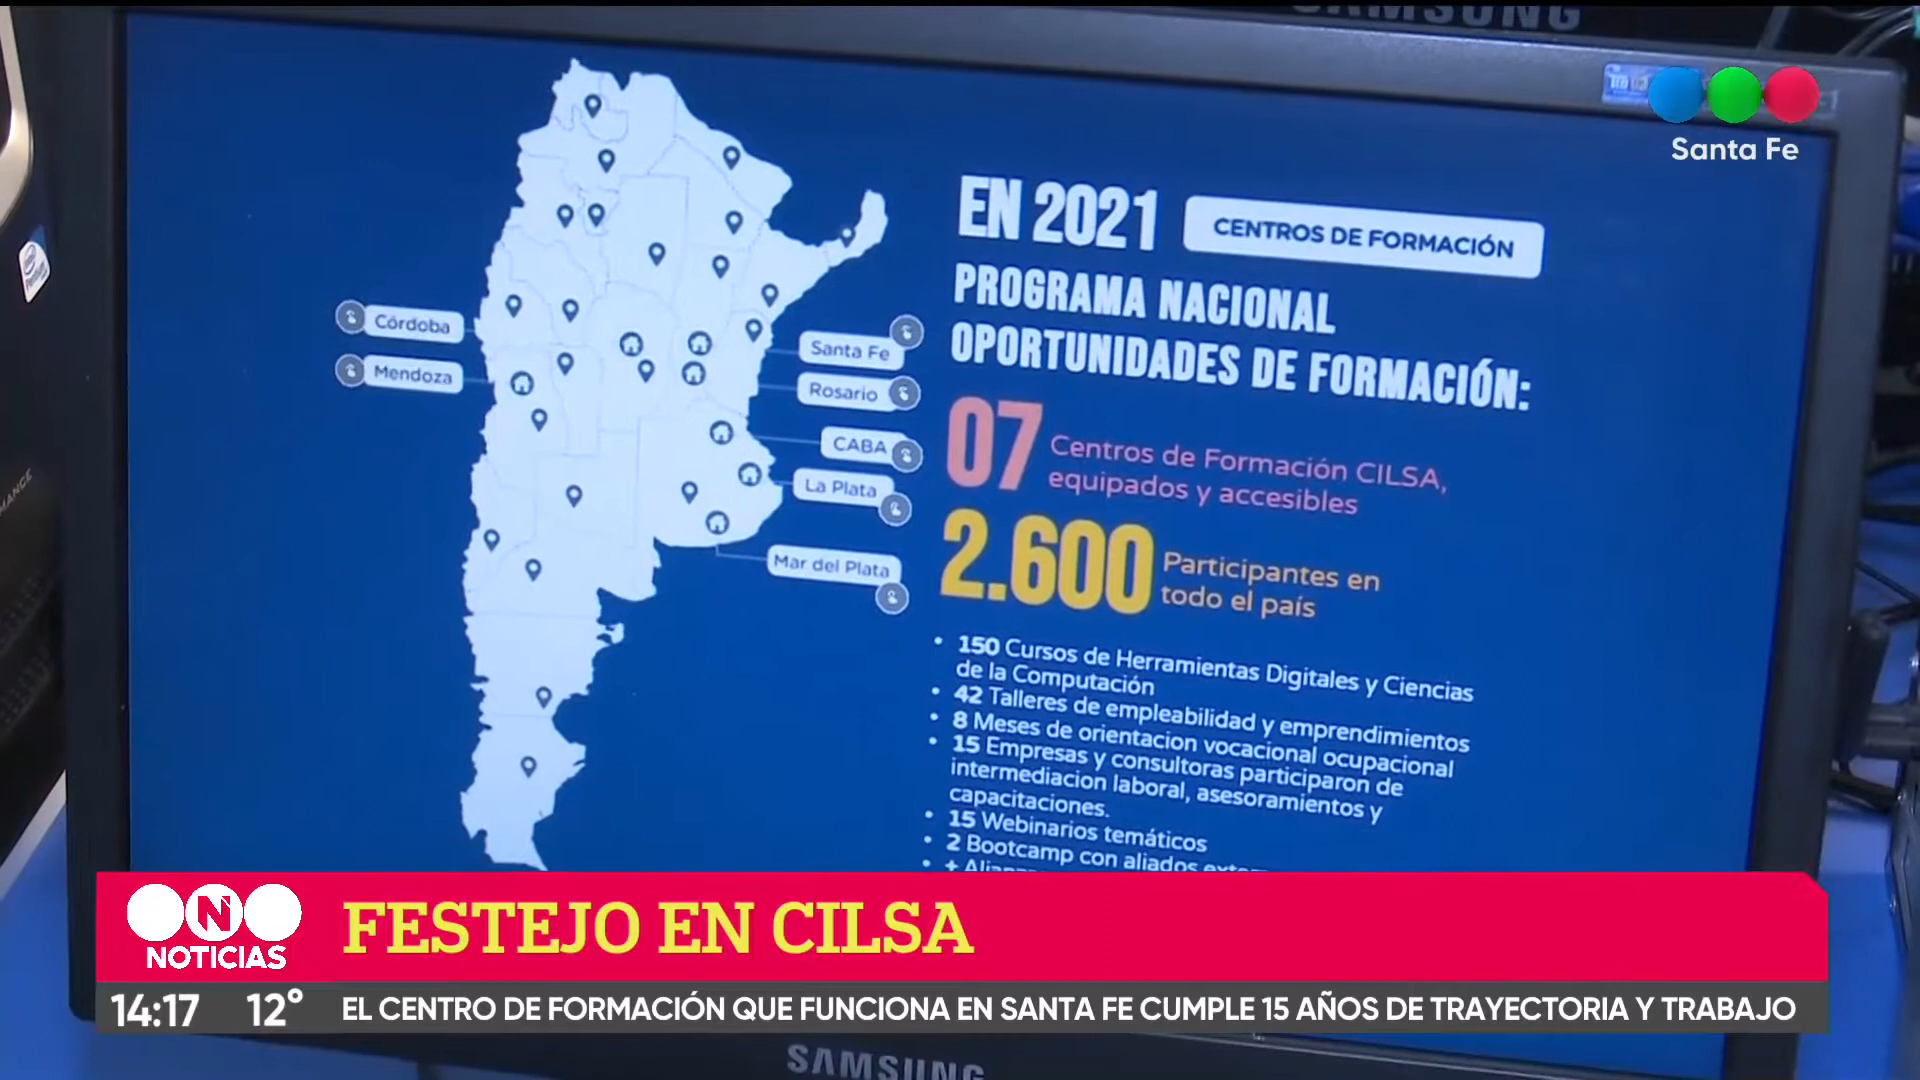 SAMSUNG
Santa Fe
EN 2021
CENTROS DE FORMACIÓN
PROGRAMA NACIONAL
OPORTUNIDADES DE FORMACIÓN:
07
Centros de Formación CILSA,
equipados y accesibles
2.600
Participantes en
todo el país
• 150 Cursos de Herramientas Digitales y Ciencias
de la Computación
• 42 Talleres de empleabilidad y emprendimientos
• 8 Meses de orientacion vocacional ocupacional
• 15 Empresas y consultoras participaron de
intermediacion laboral, asesoramientos y
capacitaciones.
• 15 Webinarios temáticos
• 2 Bootcamp con aliados
• +
Córdoba
Mendoza
Santa Fe
Rosario
CABA
La Plata
Mar del Plata
N
NOTICIAS
FESTEJO EN CILSA
14:17 12°
EL CENTRO DE FORMACIÓN QUE FUNCIONA EN SANTA FE CUMPLE 15 AÑOS DE TRAYECTORIA Y TRABAJO
SAMSUNG